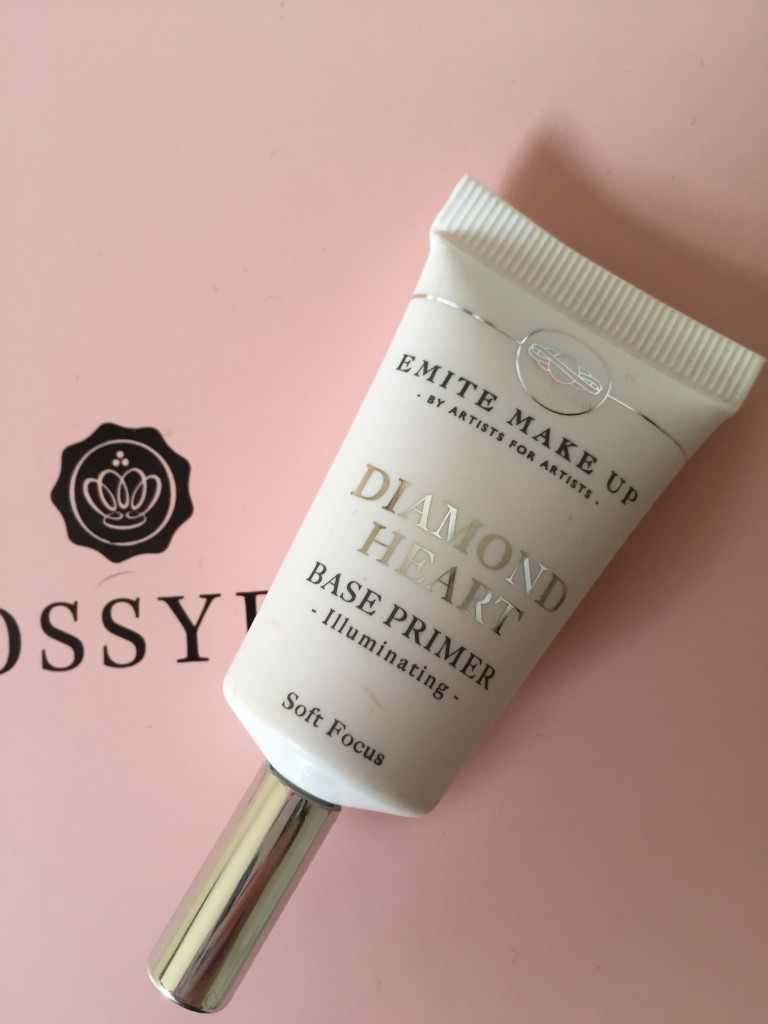 EMITE MAKE UP
- BY ARTISTS FOR ARTISTS -
DIAMOND
HEART
BASE PRIMER
- Illuminating -
Soft Focus
OSSYB